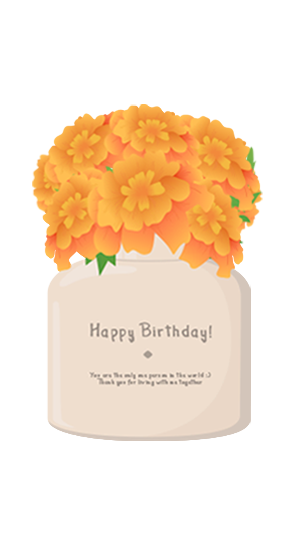 Happy Birthday!
You are the only one person in the world :)
Thank you for living with me together